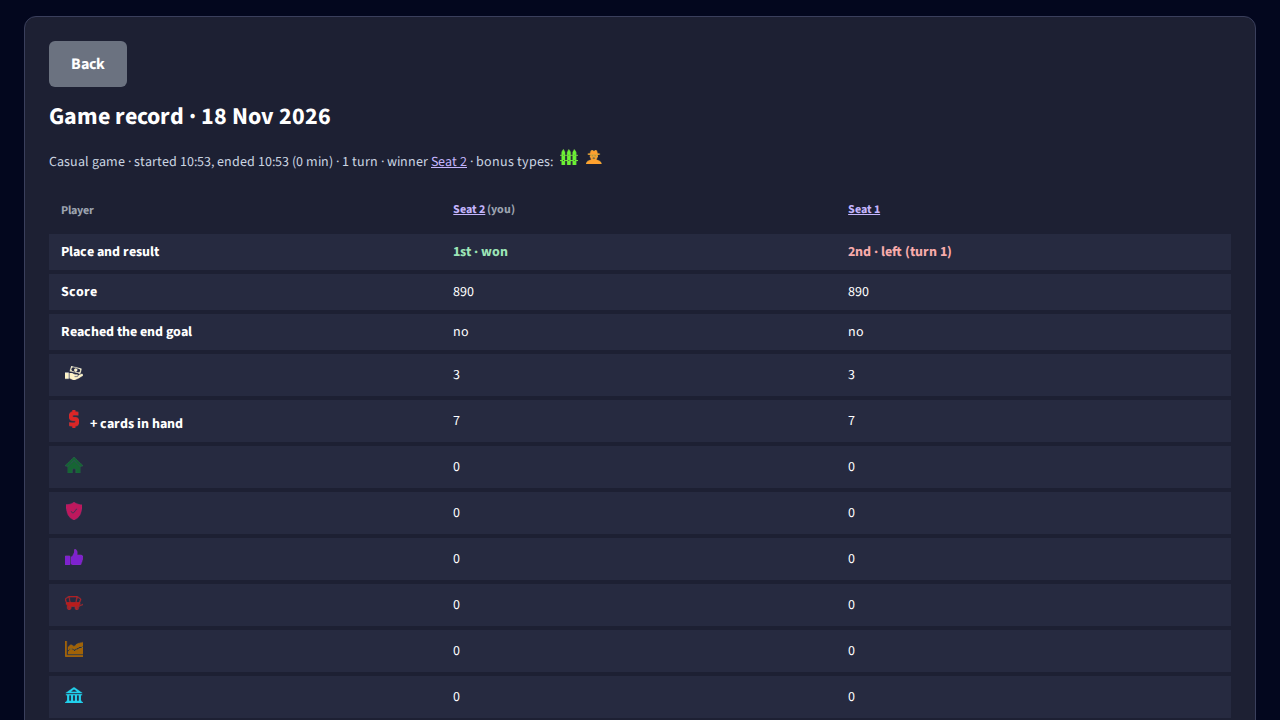 Back
Game record · 18 Nov 2026
Casual game · started 10:53, ended 10:53 (0 min) · 1 turn · winner Seat 2 · bonus types:
Player Seat 2 (you) Seat 1
Place and result 1st · won 2nd · left (turn 1)
Score 890 890
Reached the end goal no no
3 3
+ cards in hand 7 7
0 0
0 0
0 0
0 0
0 0
0 0